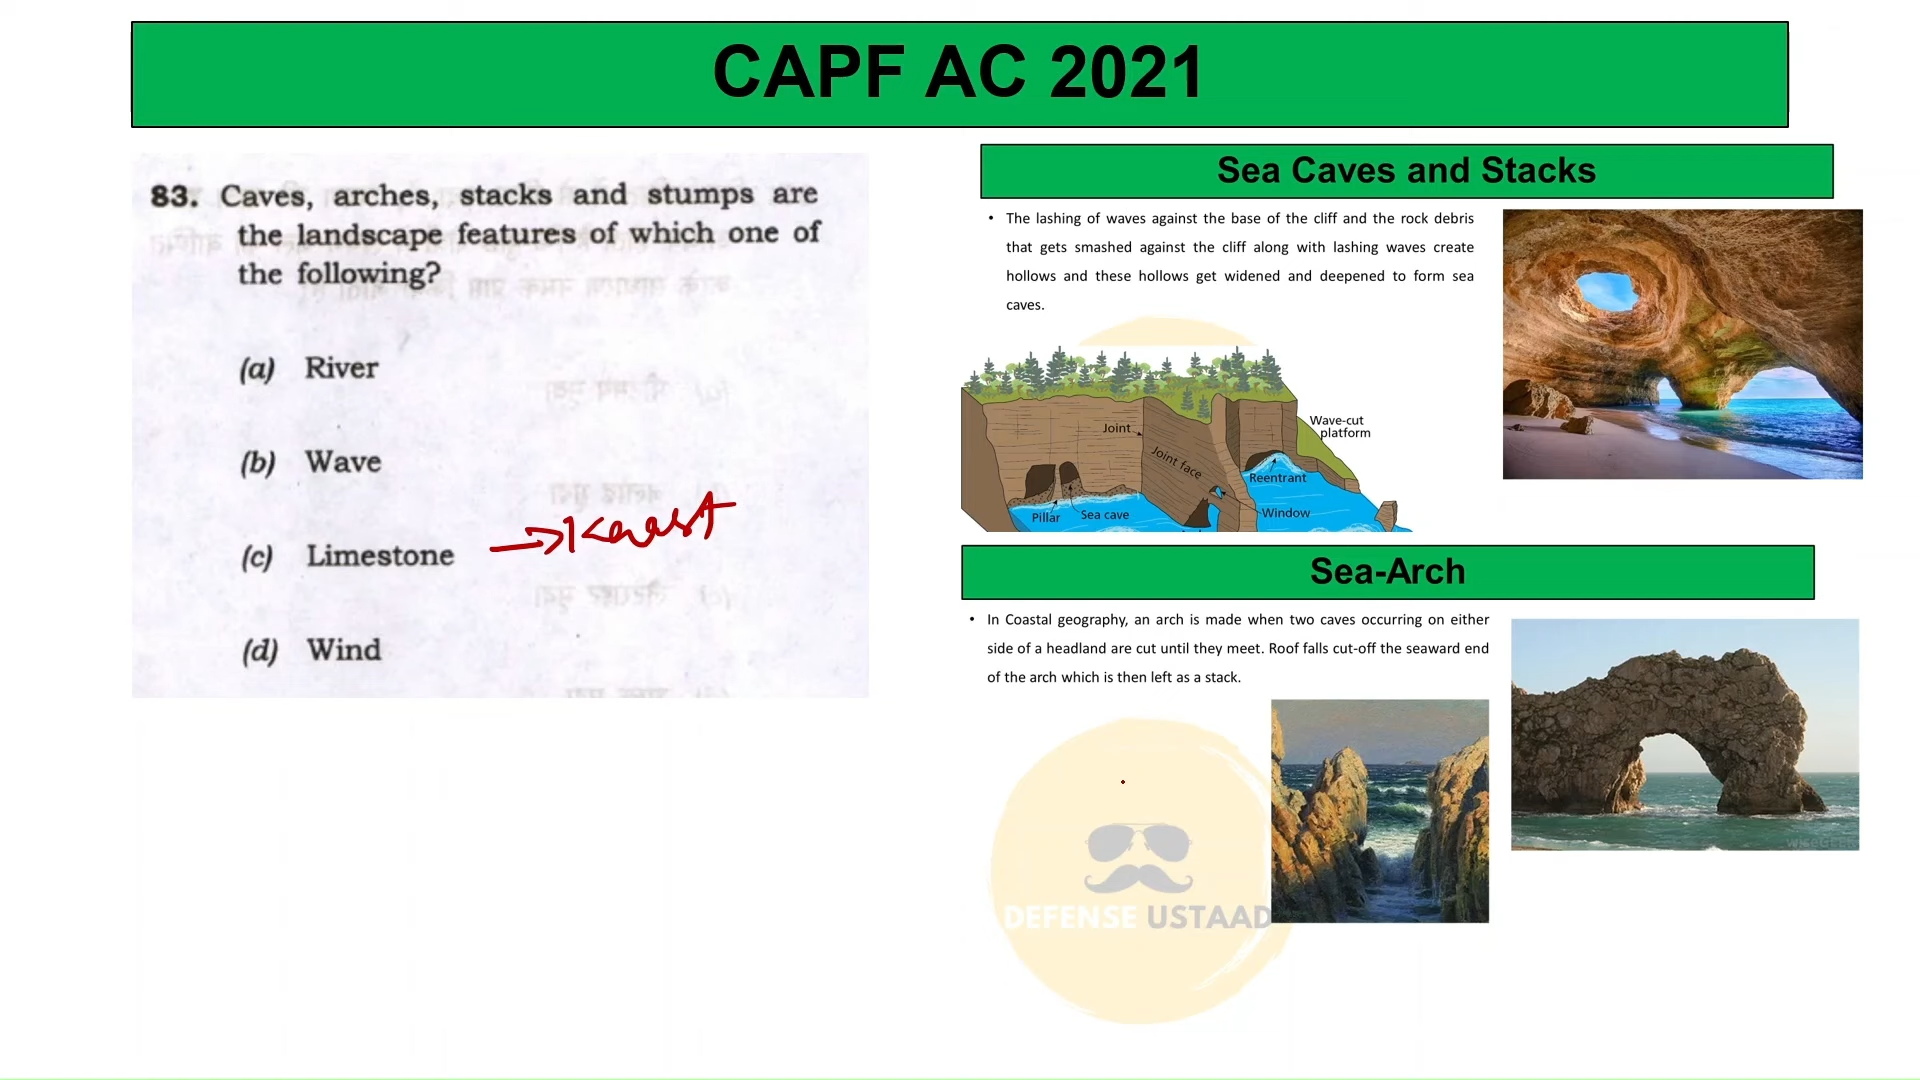 CAPF AC 2021
83. Caves, arches, stacks and stumps are
the landscape features of which one of
the following?
(a) River
(b) Wave
(c) Limestone
(d) Wind
Sea Caves and Stacks
• The lashing of waves against the base of the cliff and the rock debris
that gets smashed against the cliff along with lashing waves create
hollows and these hollows get widened and deepened to form sea
caves.
Joint
Joint face
Wave-cut
platform
Reentrant
Window
Pillar
Sea cave
Sea-Arch
• In Coastal geography, an arch is made when two caves occurring on either
side of a headland are cut until they meet. Roof falls cut-off the seaward end
of the arch which is then left as a stack.
DEFENSE USTAAD